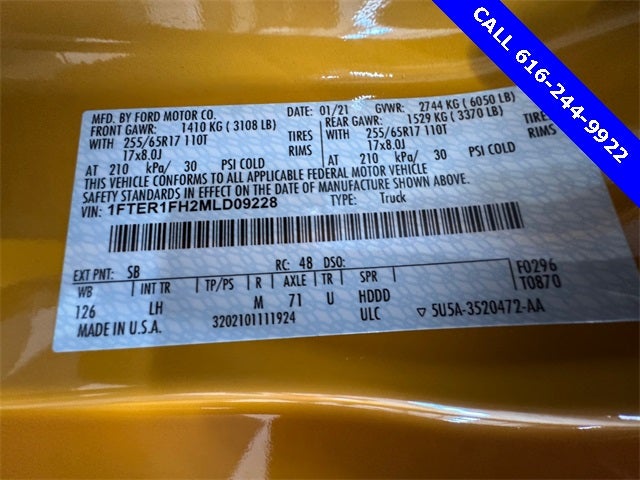 CALL 616-244-9922
MFD. BY FORD MOTOR CO. DATE: 01/21 GVWR: 2744 KG ( 6050 LB)
FRONT GAWR: 1410 KG ( 3108 LB) REAR GAWR: 1529 KG ( 3370 LB)
WITH 255/65R17 110T TIRES WITH 255/65R17 110T TIRES
17x8.0J RIMS 17x8.0J RIMS
AT 210 kPa/ 30 PSI COLD AT 210 kPa/ 30 PSI COLD
THIS VEHICLE CONFORMS TO ALL APPLICABLE FEDERAL MOTOR VEHICLE
SAFETY STANDARDS IN EFFECT ON THE DATE OF MANUFACTURE SHOWN ABOVE.
VIN: 1FTER1FH2MLD09228 TYPE: Truck
EXT PNT: SB RC: 48 DSO: F0296
WB INT TR TP/PS R AXLE TR SPR T0870
126 LH M 71 U HDDD
MADE IN U.S.A. 3202101111924 ULC ▽ 5U5A-3520472-AA